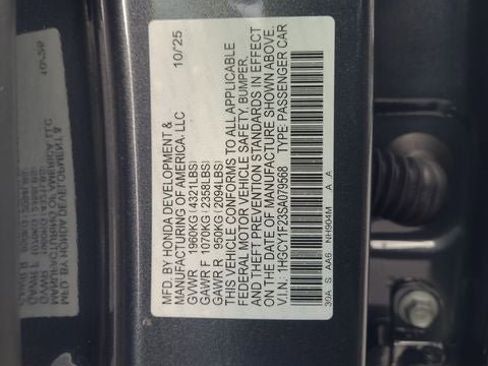 MFD. BY HONDA DEVELOPMENT &
MANUFACTURING OF AMERICA, LLC 10/25
GVWR 1960KG (4321LBS)
GAWR F 1070KG (2358LBS)
GAWR R 950KG (2094LBS)
THIS VEHICLE CONFORMS TO ALL APPLICABLE
FEDERAL MOTOR VEHICLE SAFETY, BUMPER,
AND THEFT PREVENTION STANDARDS IN EFFECT
ON THE DATE OF MANUFACTURE SHOWN ABOVE.
V.I.N. 1HGCY1F23SA079568 TYPE: PASSENGER CAR
30A S AA6 NH904M A A